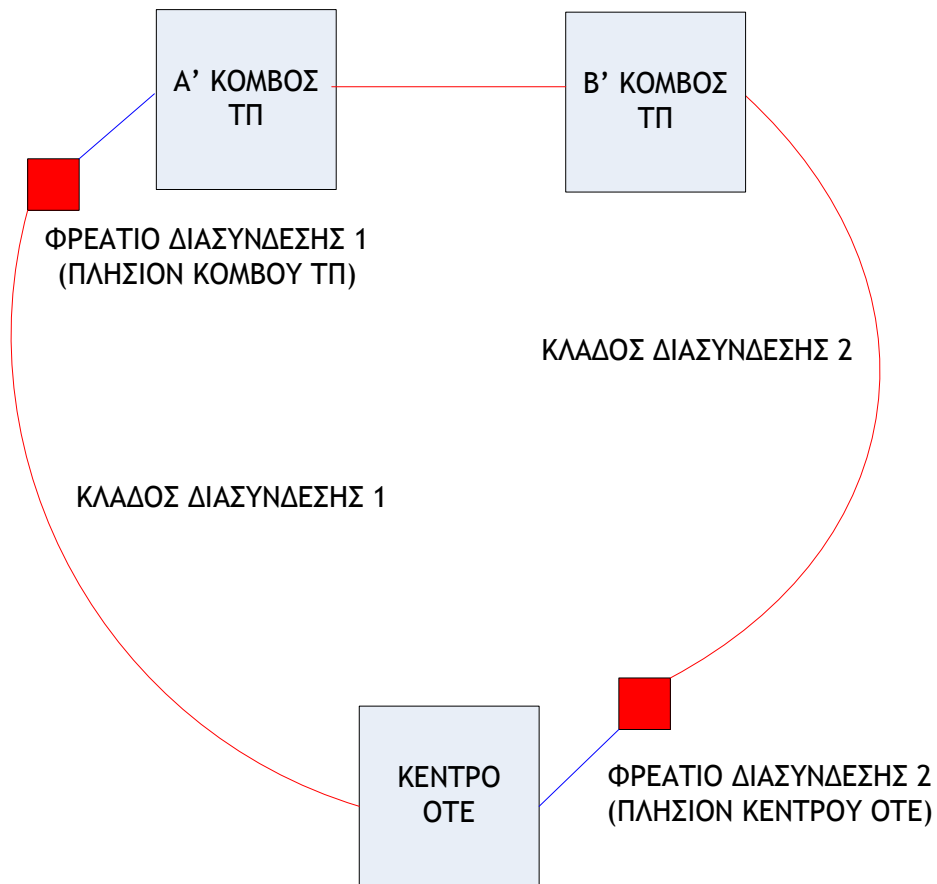 Α’ ΚΟΜΒΟΣ
ΤΠ
Β’ ΚΟΜΒΟΣ
ΤΠ
ΦΡΕΑΤΙΟ ΔΙΑΣΥΝΔΕΣΗΣ 1
(ΠΛΗΣΙΟΝ ΚΟΜΒΟΥ ΤΠ)
ΚΛΑΔΟΣ ΔΙΑΣΥΝΔΕΣΗΣ 2
ΚΛΑΔΟΣ ΔΙΑΣΥΝΔΕΣΗΣ 1
ΚΕΝΤΡΟ
ΟΤΕ
ΦΡΕΑΤΙΟ ΔΙΑΣΥΝΔΕΣΗΣ 2
(ΠΛΗΣΙΟΝ ΚΕΝΤΡΟΥ ΟΤΕ)